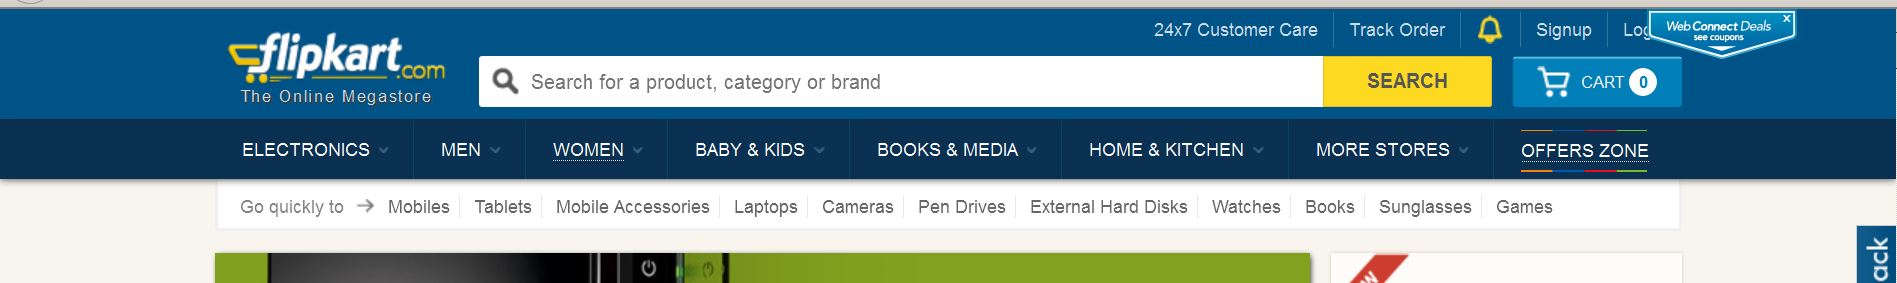 24x7 Customer Care Track Order Signup
Web Connect Deals x
see coupons
flipkart.com
The Online Megastore
Search for a product, category or brand
SEARCH
CART 0
ELECTRONICS MEN WOMEN BABY & KIDS BOOKS & MEDIA HOME & KITCHEN MORE STORES OFFERS ZONE
Go quickly to → Mobiles Tablets Mobile Accessories Laptops Cameras Pen Drives External Hard Disks Watches Books Sunglasses Games